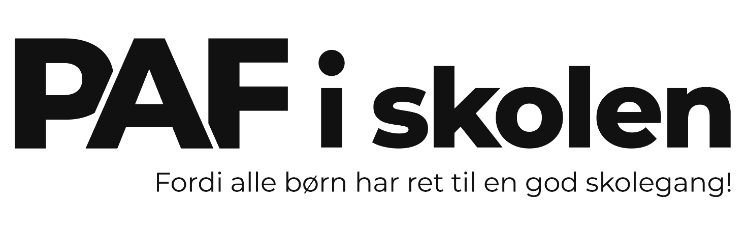 PAF i skolen
Fordi alle børn har ret til en god skolegang!